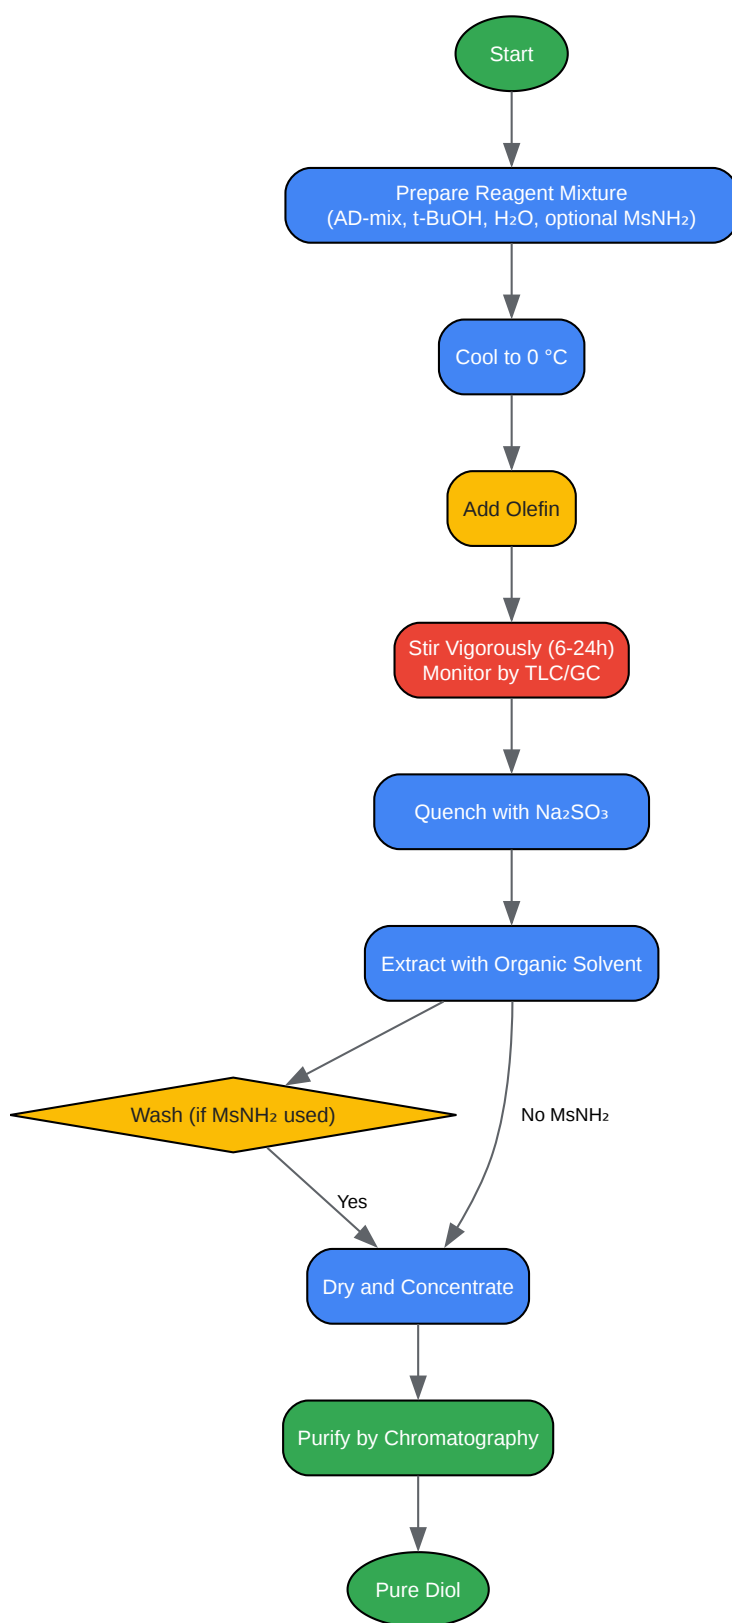 Start
Prepare Reagent Mixture
(AD-mix, t-BuOH, H₂O, optional MsNH₂)
Cool to 0 °C
Add Olefin
Stir Vigorously (6-24h)
Monitor by TLC/GC
Quench with Na₂SO₃
Extract with Organic Solvent
Wash (if MsNH₂ used)
No MsNH₂
Yes
Dry and Concentrate
Purify by Chromatography
Pure Diol